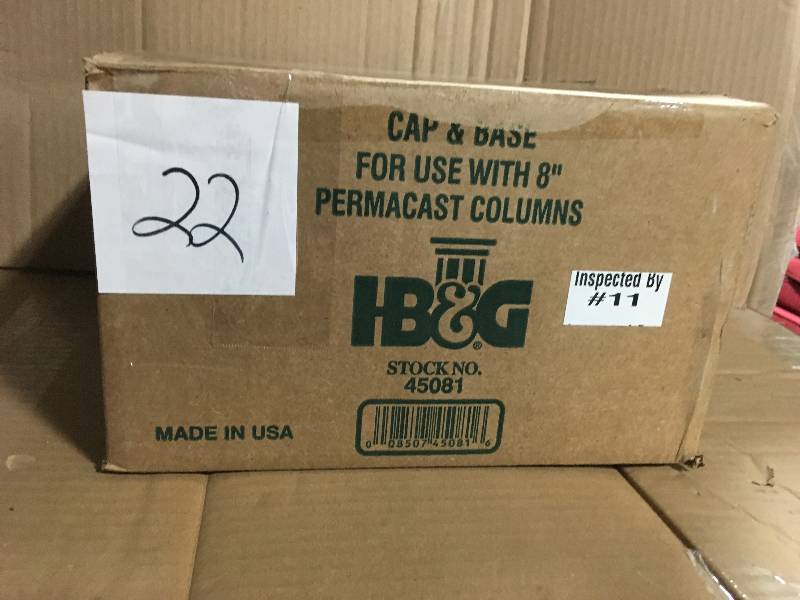 22
CAP & BASE
FOR USE WITH 8"
PERMACAST COLUMNS
HB&G®
STOCK NO.
45081
0 08507 45081 6
MADE IN USA
Inspected By
#11